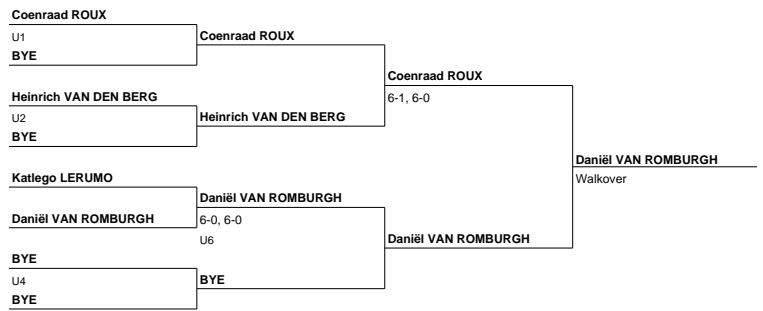 Coenraad ROUX
U1
BYE
Coenraad ROUX
Heinrich VAN DEN BERG
U2
BYE
Heinrich VAN DEN BERG
Coenraad ROUX
6-1, 6-0
Katlego LERUMO
Daniël VAN ROMBURGH
Daniël VAN ROMBURGH
6-0, 6-0
U6
BYE
U4
BYE
BYE
Daniël VAN ROMBURGH
Daniël VAN ROMBURGH
Walkover